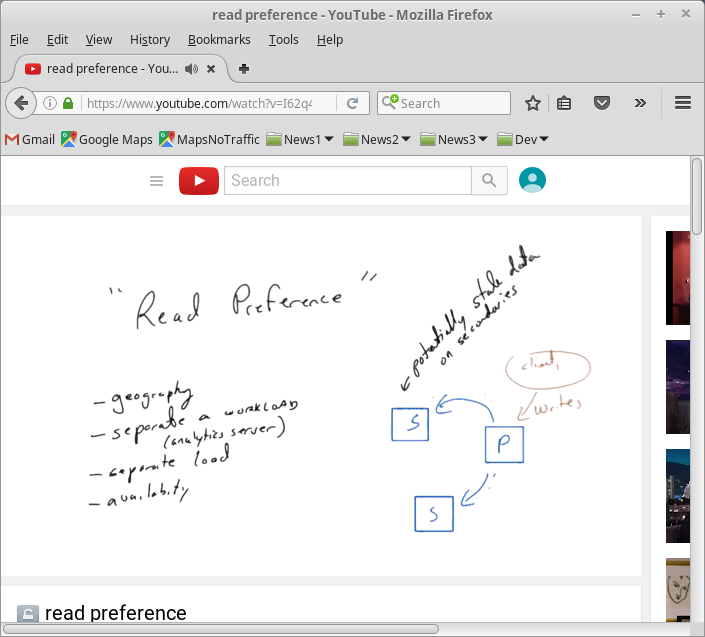 read preference - YouTube - Mozilla Firefox
File Edit View History Bookmarks Tools Help
read preference - You...
https://www.youtube.com/watch?v=I62q4
Search
Gmail Google Maps MapsNoTraffic News1 News2 News3 Dev
Search
"Read Preference"
potentially stale data
on secondaries
client
writes
- geography
- separate a workload
(analytics server)
- separate load
- availability
S
P
S
read preference